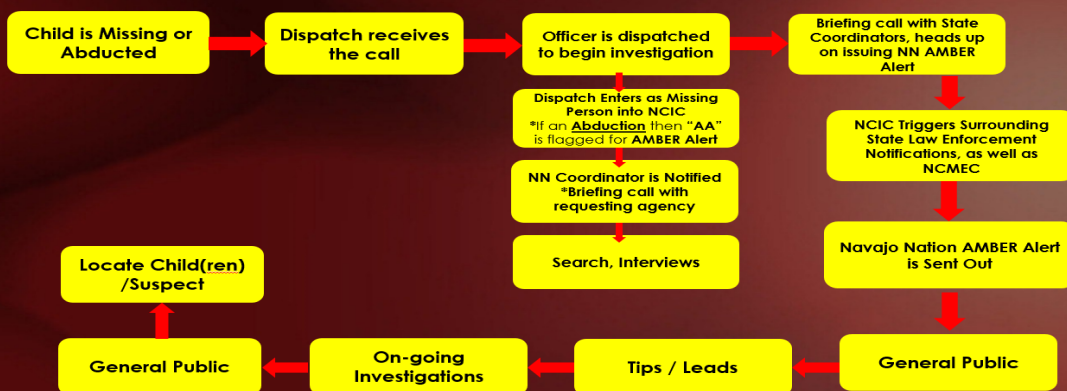 Child is Missing or
Abducted
Dispatch receives
the call
Officer is dispatched
to begin investigation
Briefing call with State
Coordinators, heads up
on issuing NN AMBER
Alert
Dispatch Enters as Missing
Person into NCIC
*If an Abduction then “AA”
is flagged for AMBER Alert
NN Coordinator is Notified
*Briefing call with
requesting agency
Search, Interviews
NCIC Triggers Surrounding
State Law Enforcement
Notifications, as well as
NCMEC
Navajo Nation AMBER Alert
is Sent Out
General Public
Tips / Leads
On-going
Investigations
General Public
Locate Child(ren)
/Suspect